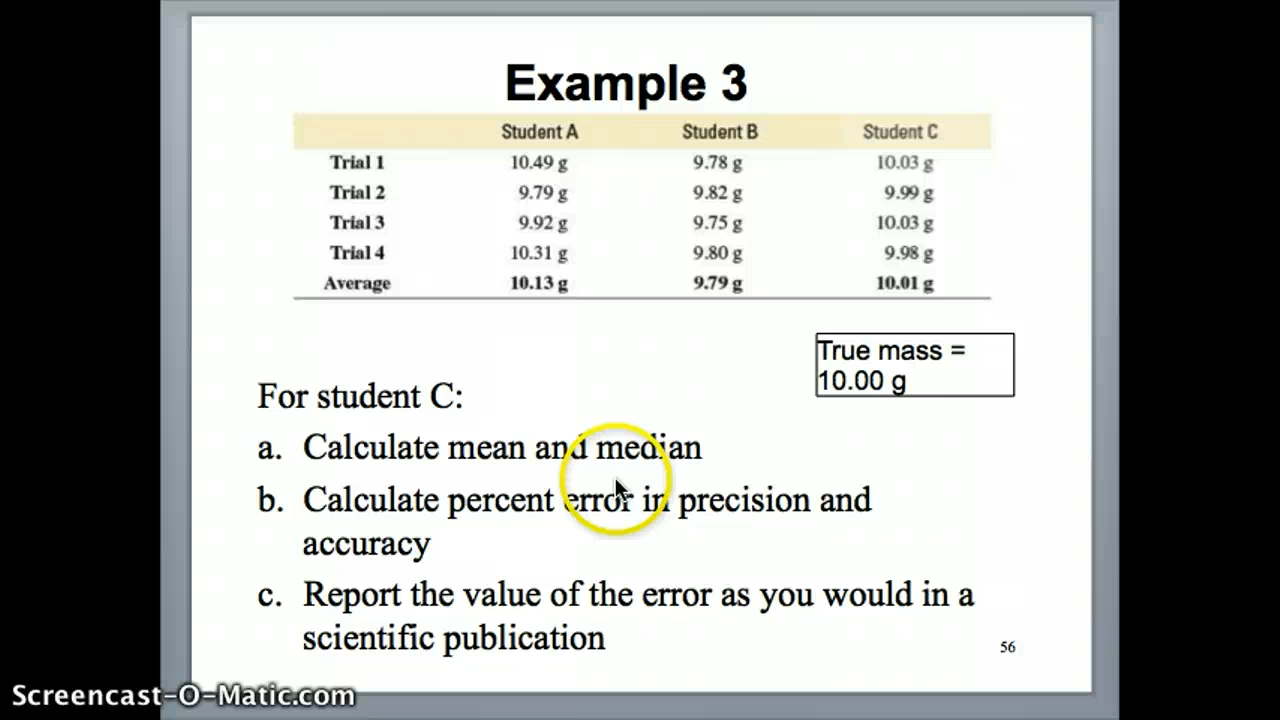 Example 3
Student A Student B Student C
Trial 1 10.49 g 9.78 g 10.03 g
Trial 2 9.79 g 9.82 g 9.99 g
Trial 3 9.92 g 9.75 g 10.03 g
Trial 4 10.31 g 9.80 g 9.98 g
Average 10.13 g 9.79 g 10.01 g
True mass =
10.00 g
For student C:
a. Calculate mean and median
b. Calculate percent error in precision and
accuracy
c. Report the value of the error as you would in a
scientific publication
56
Screencast-O-Matic.com